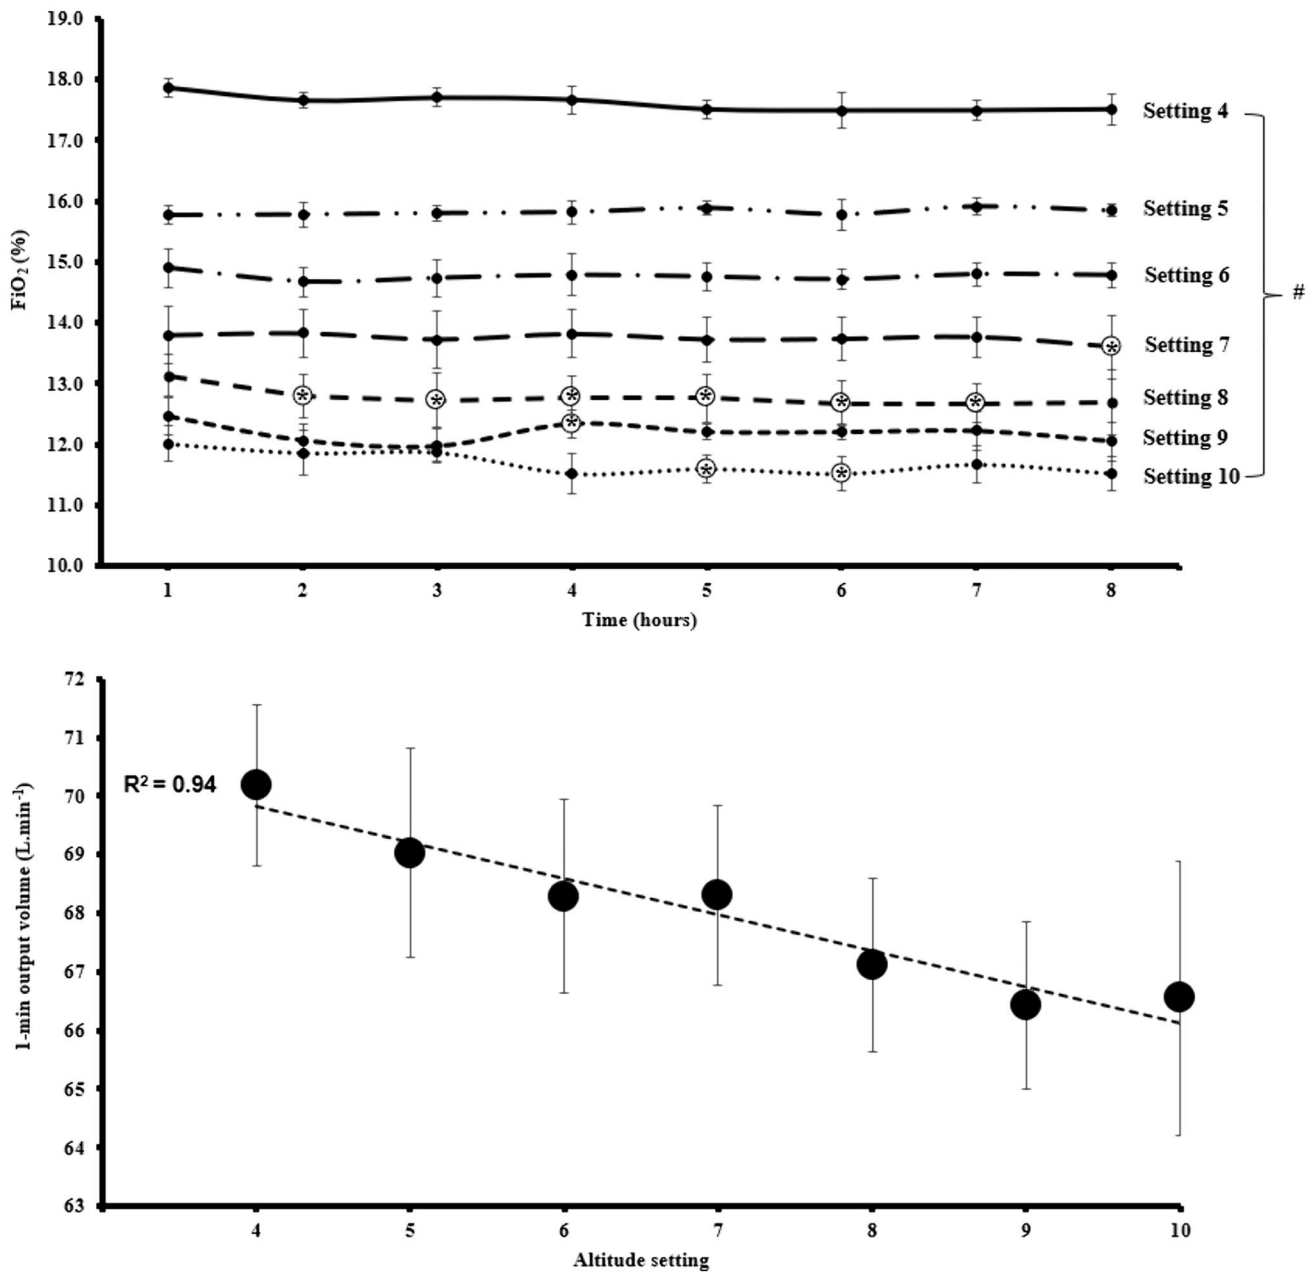 19.0
18.0
17.0
16.0
15.0
14.0
13.0
12.0
11.0
10.0
FiO₂ (%)
Setting 4
Setting 5
Setting 6
Setting 7
Setting 8
Setting 9
Setting 10
#
* * * * * * * * * *
1 2 3 4 5 6 7 8
Time (hours)
72
71
70
69
68
67
66
65
64
63
1-min output volume (L.min⁻¹)
R² = 0.94
4 5 6 7 8 9 10
Altitude setting